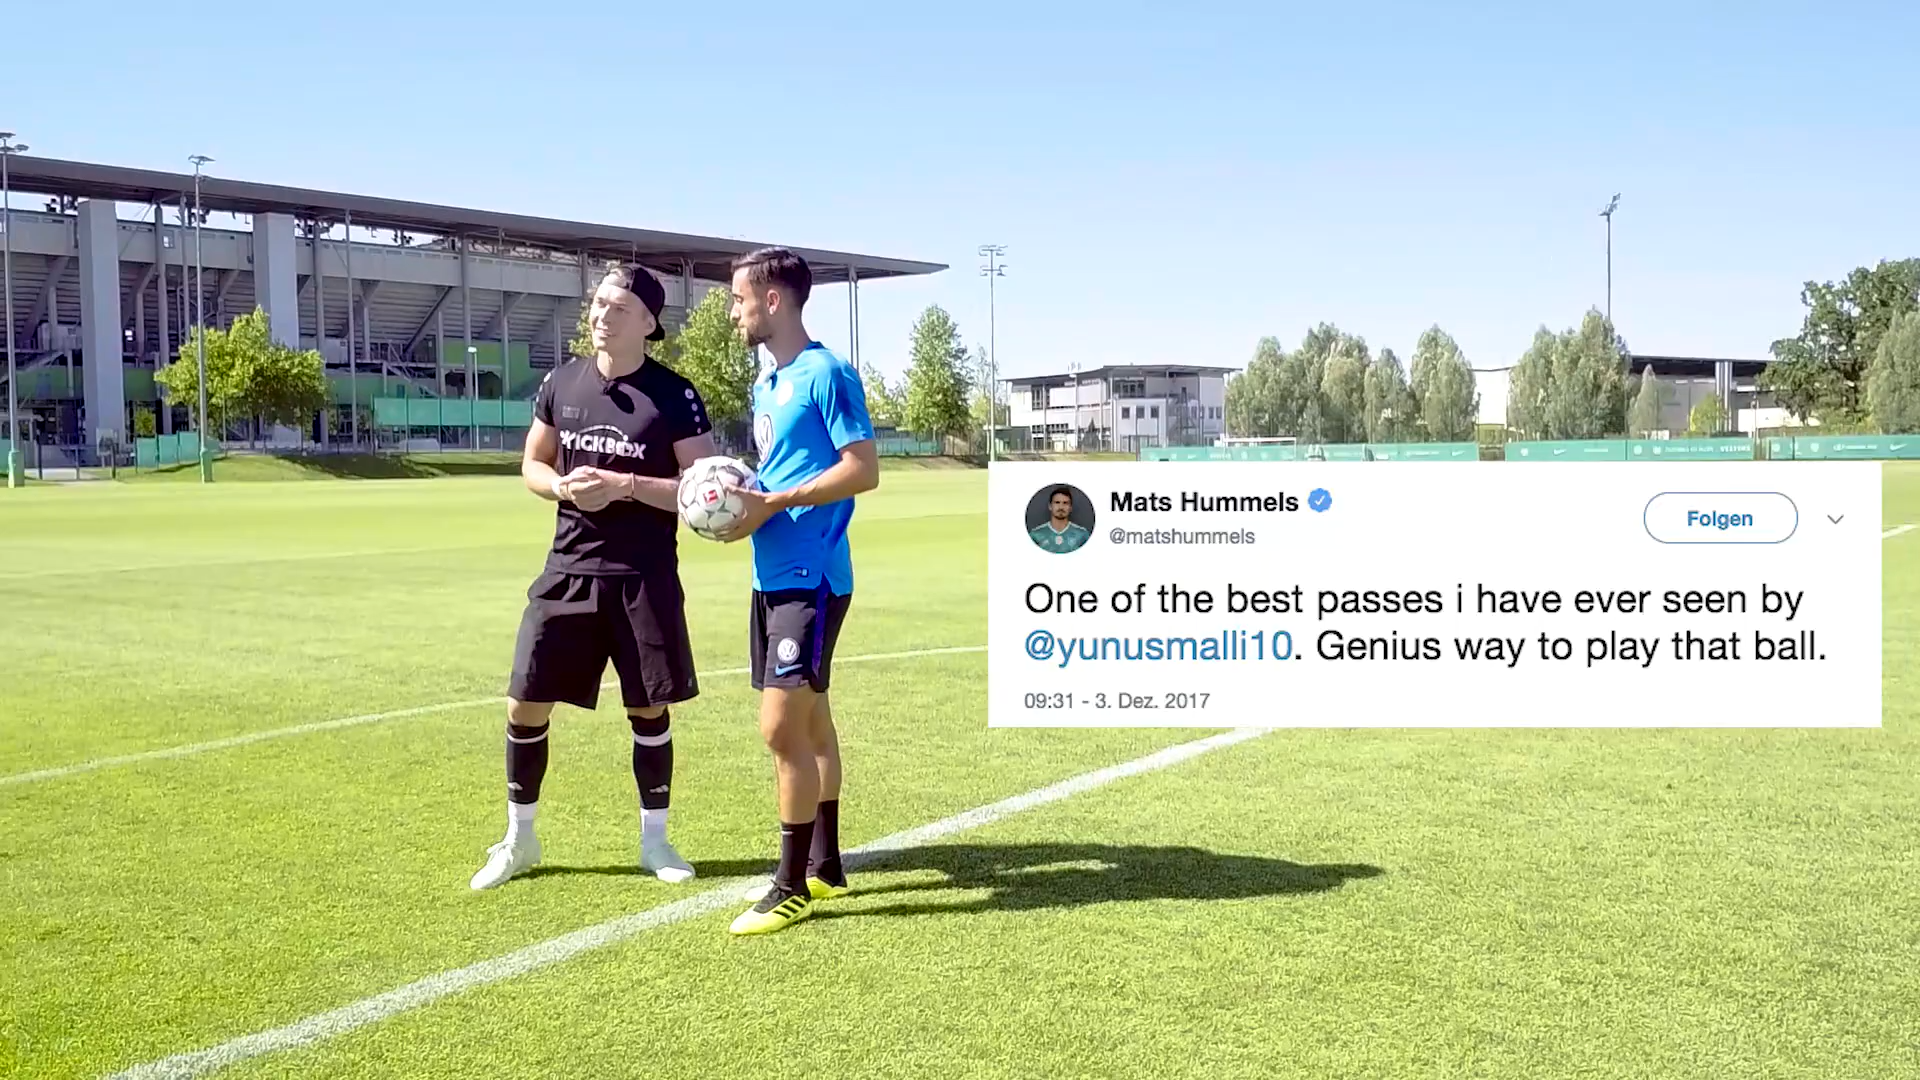 KICKBOX
Mats Hummels
@matshummels
Folgen
One of the best passes i have ever seen by
@yunusmalli10. Genius way to play that ball.
09:31 - 3. Dez. 2017